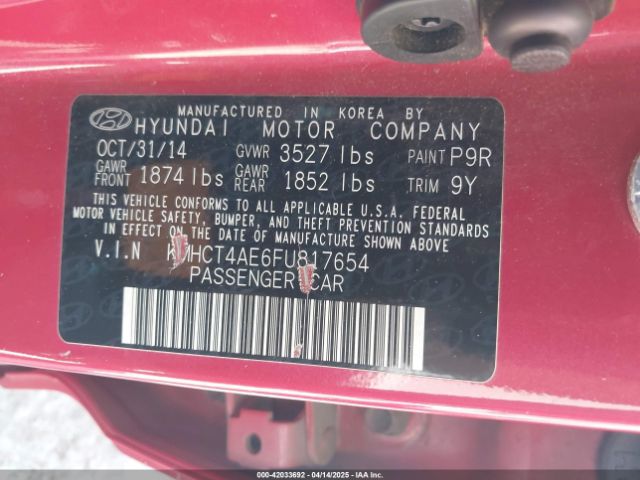 MANUFACTURED IN KOREA BY
HYUNDAI MOTOR COMPANY
OCT/31/14 GVWR 3527 lbs PAINT P9R
GAWR FRONT 1874 lbs GAWR REAR 1852 lbs TRIM 9Y
THIS VEHICLE CONFORMS TO ALL APPLICABLE U.S.A. FEDERAL
MOTOR VEHICLE SAFETY, BUMPER, AND THEFT PREVENTION STANDARDS
IN EFFECT ON THE DATE OF MANUFACTURE SHOWN ABOVE
V.I.N KMHCT4AE6FU817654
PASSENGER CAR
000-42033692 - 04/14/2025 - IAAI.com